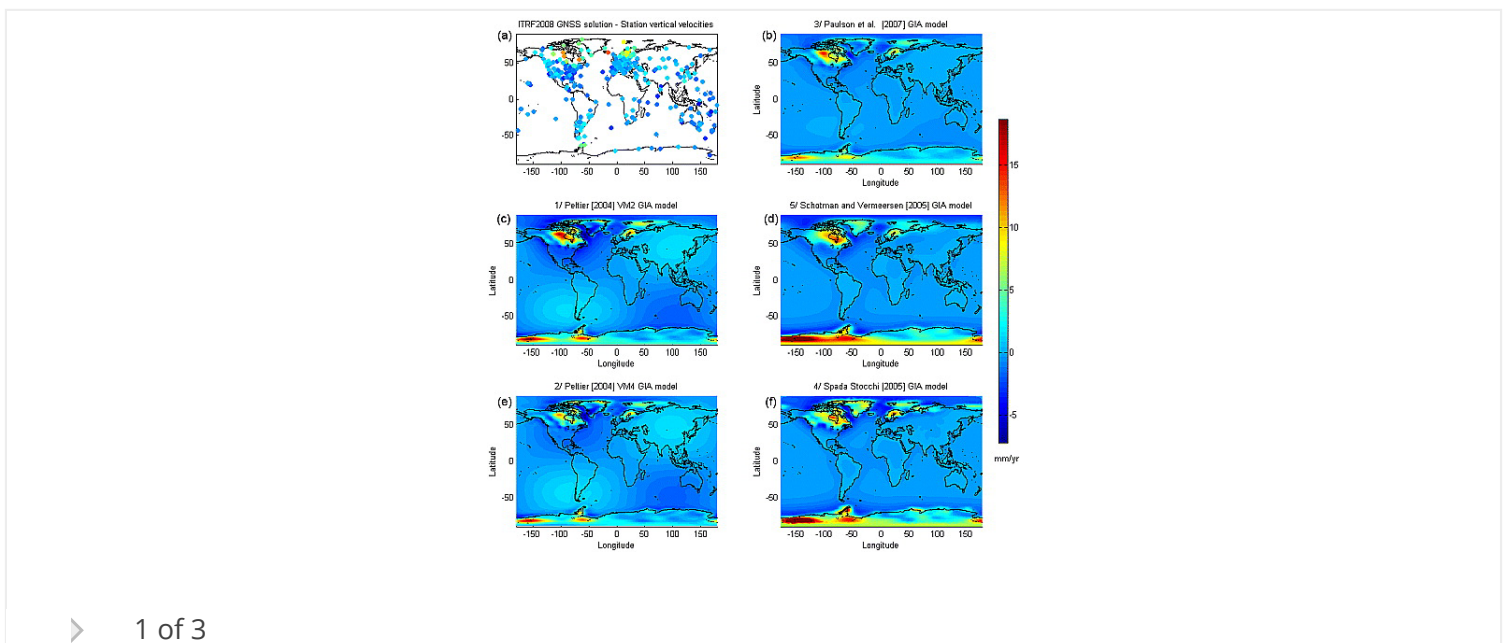 ITRF2008 GNSS solution - Station vertical velocities
(a)
50
0
-50
-150 -100 -50 0 50 100 150
Longitude
3/ Paulson et al. [2007] GIA model
(b)
Latitude
50
0
-50
-150 -100 -50 0 50 100 150
Longitude
1/ Peltier [2004] VM2 GIA model
(c)
Latitude
50
0
-50
-150 -100 -50 0 50 100 150
Longitude
5/ Schotman and Vermeersen [2005] GIA model
(d)
Latitude
50
0
-50
-150 -100 -50 0 50 100 150
Longitude
2/ Peltier [2004] VM4 GIA model
(e)
Latitude
50
0
-50
-150 -100 -50 0 50 100 150
Longitude
4/ Spada Stocchi [2005] GIA model
(f)
Latitude
50
0
-50
-150 -100 -50 0 50 100 150
Longitude
15
10
5
0
-5
mm/yr
1 of 3